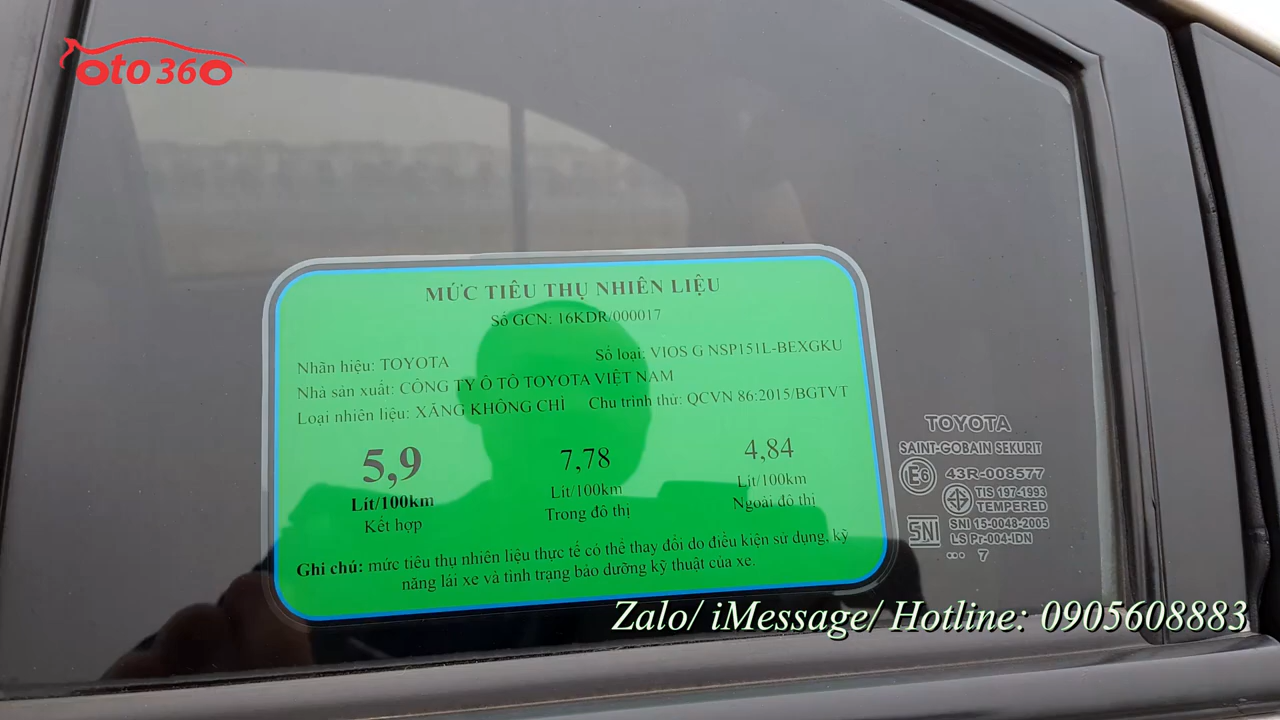 oto360
MỨC TIÊU THỤ NHIÊN LIỆU
Số GCN: 16KDR/000017
Nhãn hiệu: TOYOTA Số loại: VIOS G NSP151L-BEXGKU
Nhà sản xuất: CÔNG TY Ô TÔ TOYOTA VIỆT NAM
Loại nhiên liệu: XĂNG KHÔNG CHÌ Chu trình thử: QCVN 86:2015/BGTVT
5,9 7,78 4,84
Lít/100km Lít/100km Lít/100km
Kết hợp Trong đô thị Ngoài đô thị
Ghi chú: mức tiêu thụ nhiên liệu thực tế có thể thay đổi do điều kiện sử dụng, kỹ
năng lái xe và tình trạng bảo dưỡng kỹ thuật của xe.
TOYOTA
SAINT-GOBAIN SEKURIT
E6 43R-008577
TIS 197-1993
TEMPERED
SNI SNI 15-0048-2005
LS Pr-004-IDN
••• 7
Zalo/ iMessage/ Hotline: 0905608883